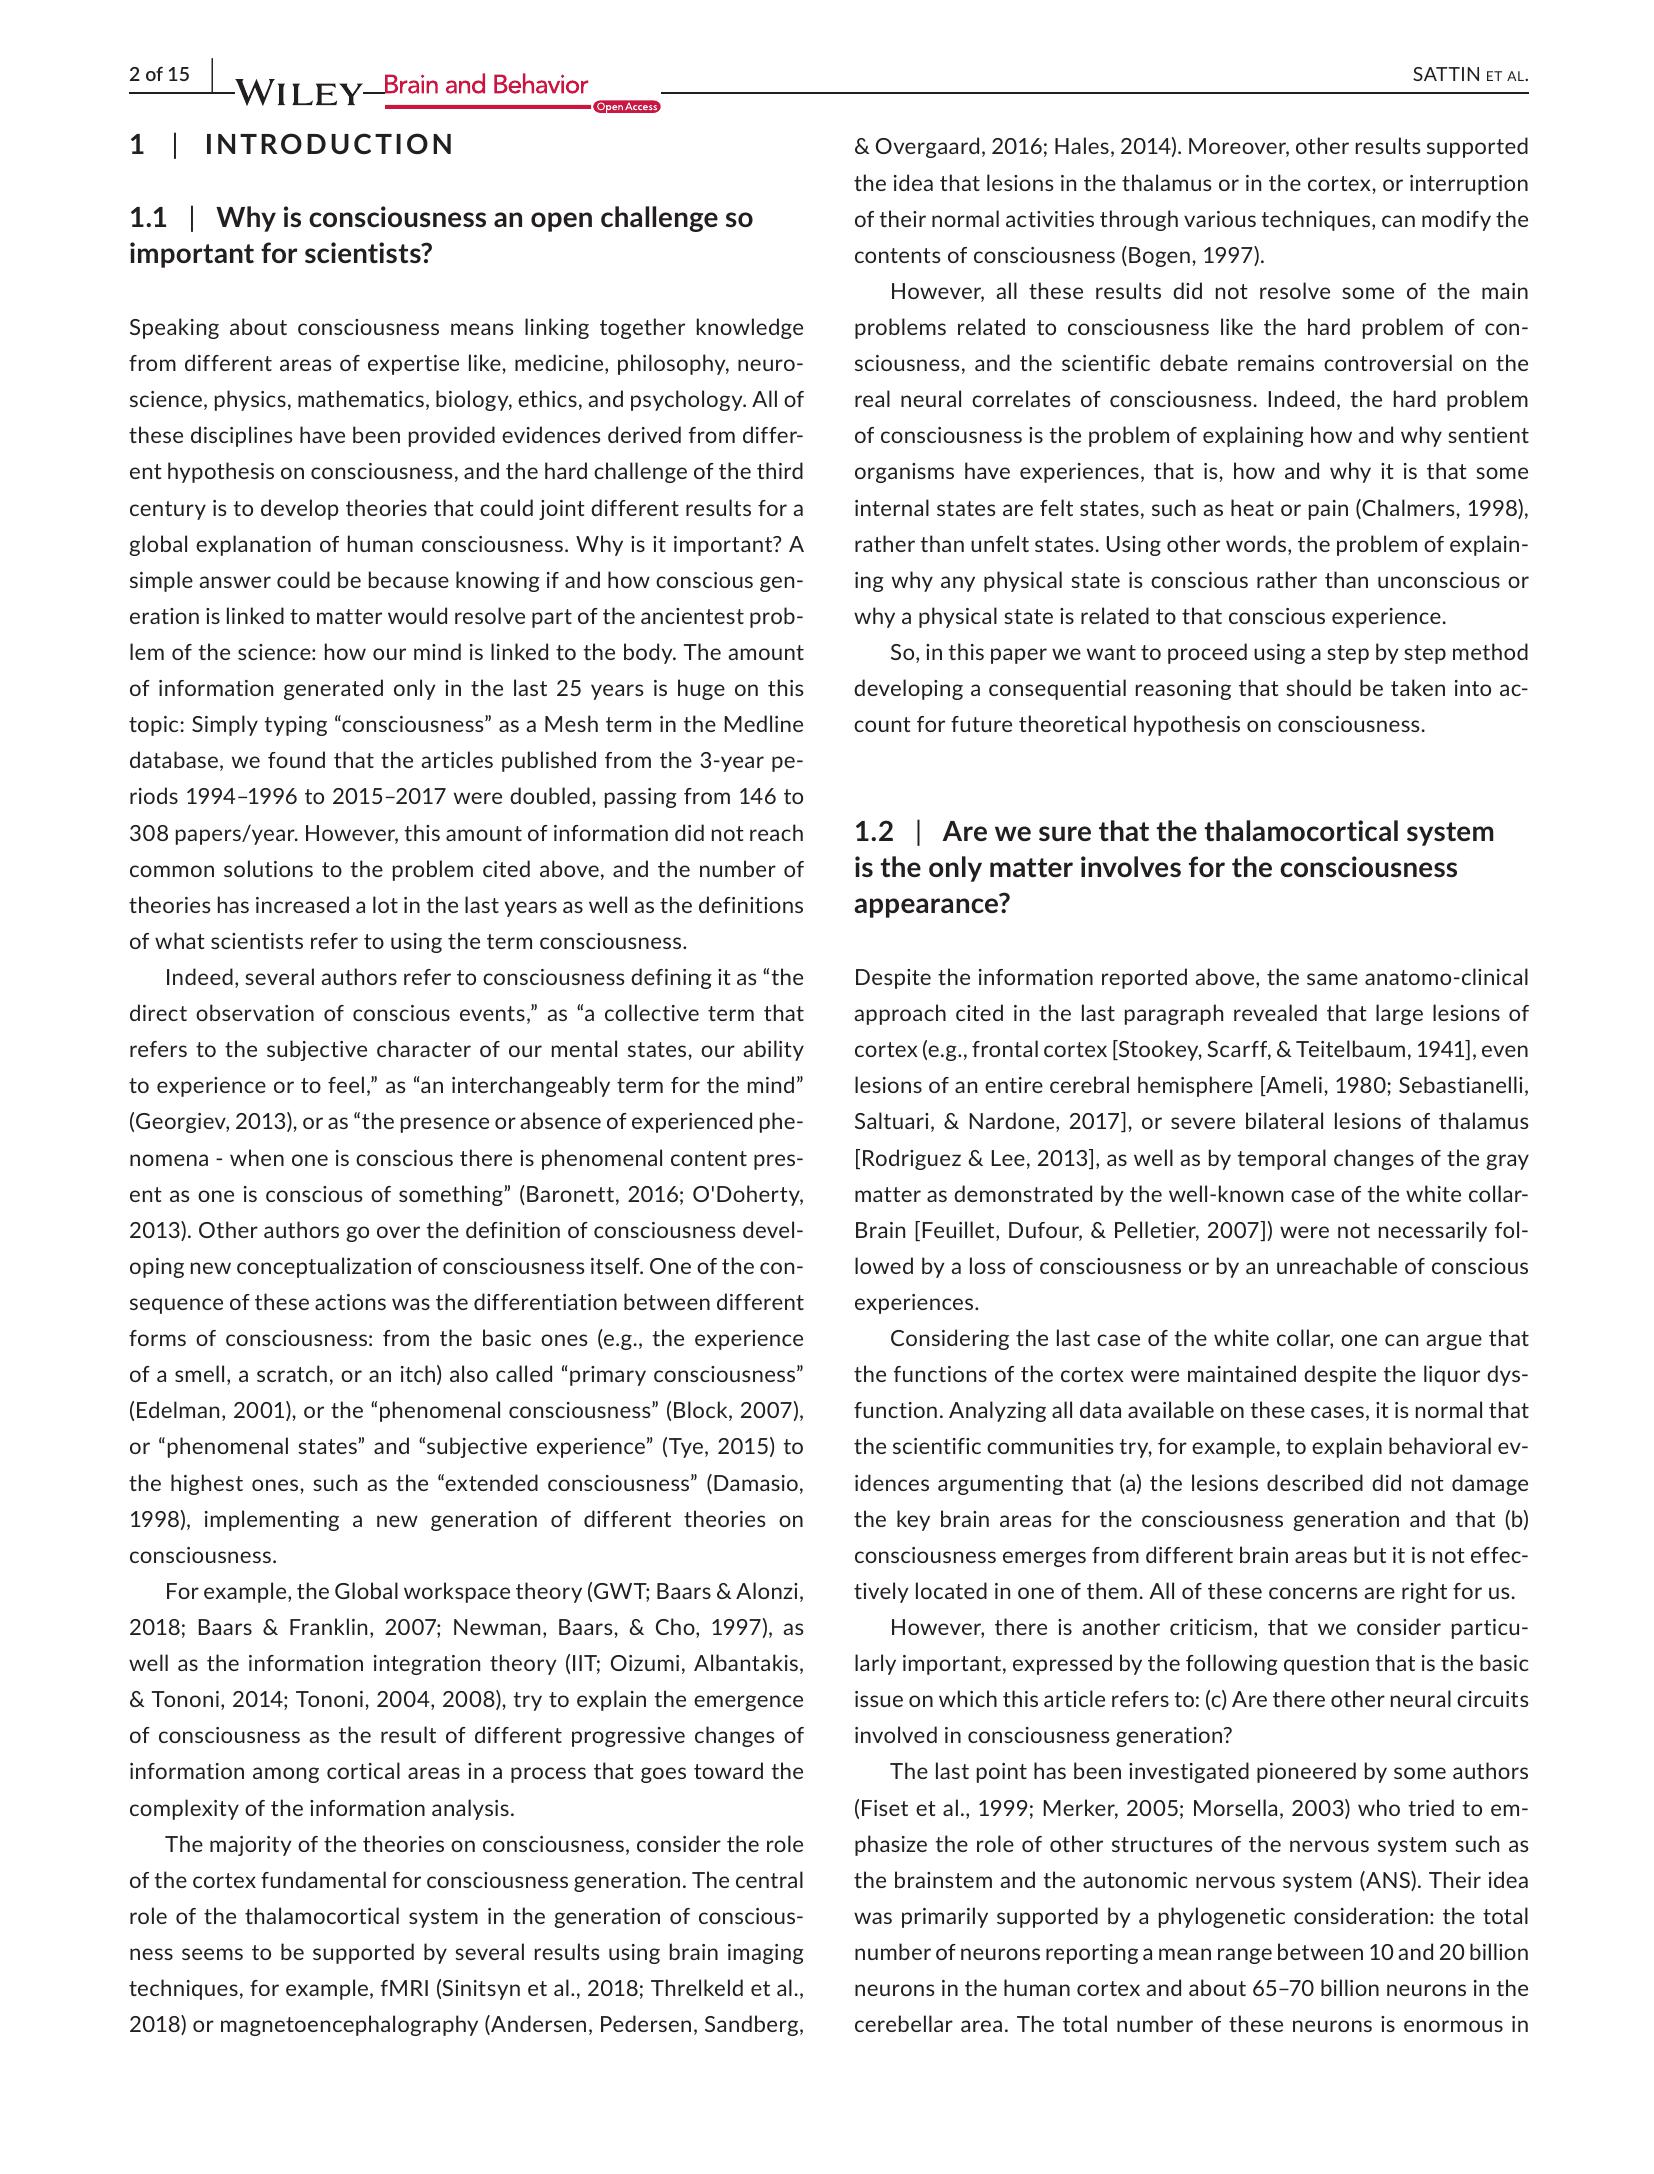 2 of 15
WILEY
Brain and Behavior
Open Access
SATTIN ET AL.
1 | INTRODUCTION
1.1 | Why is consciousness an open challenge so
important for scientists?
Speaking about consciousness means linking together knowledge
from different areas of expertise like, medicine, philosophy, neuro-
science, physics, mathematics, biology, ethics, and psychology. All of
these disciplines have been provided evidences derived from differ-
ent hypothesis on consciousness, and the hard challenge of the third
century is to develop theories that could joint different results for a
global explanation of human consciousness. Why is it important? A
simple answer could be because knowing if and how conscious gen-
eration is linked to matter would resolve part of the ancientest prob-
lem of the science: how our mind is linked to the body. The amount
of information generated only in the last 25 years is huge on this
topic: Simply typing “consciousness” as a Mesh term in the Medline
database, we found that the articles published from the 3-year pe-
riods 1994–1996 to 2015–2017 were doubled, passing from 146 to
308 papers/year. However, this amount of information did not reach
common solutions to the problem cited above, and the number of
theories has increased a lot in the last years as well as the definitions
of what scientists refer to using the term consciousness.
Indeed, several authors refer to consciousness defining it as “the
direct observation of conscious events,” as “a collective term that
refers to the subjective character of our mental states, our ability
to experience or to feel,” as “an interchangeably term for the mind”
(Georgiev, 2013), or as “the presence or absence of experienced phe-
nomena - when one is conscious there is phenomenal content pres-
ent as one is conscious of something” (Baronett, 2016; O'Doherty,
2013). Other authors go over the definition of consciousness devel-
oping new conceptualization of consciousness itself. One of the con-
sequence of these actions was the differentiation between different
forms of consciousness: from the basic ones (e.g., the experience
of a smell, a scratch, or an itch) also called “primary consciousness”
(Edelman, 2001), or the “phenomenal consciousness” (Block, 2007),
or “phenomenal states” and “subjective experience” (Tye, 2015) to
the highest ones, such as the “extended consciousness” (Damasio,
1998), implementing a new generation of different theories on
consciousness.
For example, the Global workspace theory (GWT; Baars & Alonzi,
2018; Baars & Franklin, 2007; Newman, Baars, & Cho, 1997), as
well as the information integration theory (IIT; Oizumi, Albantakis,
& Tononi, 2014; Tononi, 2004, 2008), try to explain the emergence
of consciousness as the result of different progressive changes of
information among cortical areas in a process that goes toward the
complexity of the information analysis.
The majority of the theories on consciousness, consider the role
of the cortex fundamental for consciousness generation. The central
role of the thalamocortical system in the generation of conscious-
ness seems to be supported by several results using brain imaging
techniques, for example, fMRI (Sinitsyn et al., 2018; Threlkeld et al.,
2018) or magnetoencephalography (Andersen, Pedersen, Sandberg,
& Overgaard, 2016; Hales, 2014). Moreover, other results supported
the idea that lesions in the thalamus or in the cortex, or interruption
of their normal activities through various techniques, can modify the
contents of consciousness (Bogen, 1997).
However, all these results did not resolve some of the main
problems related to consciousness like the hard problem of con-
sciousness, and the scientific debate remains controversial on the
real neural correlates of consciousness. Indeed, the hard problem
of consciousness is the problem of explaining how and why sentient
organisms have experiences, that is, how and why it is that some
internal states are felt states, such as heat or pain (Chalmers, 1998),
rather than unfelt states. Using other words, the problem of explain-
ing why any physical state is conscious rather than unconscious or
why a physical state is related to that conscious experience.
So, in this paper we want to proceed using a step by step method
developing a consequential reasoning that should be taken into ac-
count for future theoretical hypothesis on consciousness.
1.2 | Are we sure that the thalamocortical system
is the only matter involves for the consciousness
appearance?
Despite the information reported above, the same anatomo-clinical
approach cited in the last paragraph revealed that large lesions of
cortex (e.g., frontal cortex [Stookey, Scarff, & Teitelbaum, 1941], even
lesions of an entire cerebral hemisphere [Ameli, 1980; Sebastianelli,
Saltuari, & Nardone, 2017], or severe bilateral lesions of thalamus
[Rodriguez & Lee, 2013], as well as by temporal changes of the gray
matter as demonstrated by the well-known case of the white collar-
Brain [Feuillet, Dufour, & Pelletier, 2007]) were not necessarily fol-
lowed by a loss of consciousness or by an unreachable of conscious
experiences.
Considering the last case of the white collar, one can argue that
the functions of the cortex were maintained despite the liquor dys-
function. Analyzing all data available on these cases, it is normal that
the scientific communities try, for example, to explain behavioral ev-
idences argumenting that (a) the lesions described did not damage
the key brain areas for the consciousness generation and that (b)
consciousness emerges from different brain areas but it is not effec-
tively located in one of them. All of these concerns are right for us.
However, there is another criticism, that we consider particu-
larly important, expressed by the following question that is the basic
issue on which this article refers to: (c) Are there other neural circuits
involved in consciousness generation?
The last point has been investigated pioneered by some authors
(Fiset et al., 1999; Merker, 2005; Morsella, 2003) who tried to em-
phasize the role of other structures of the nervous system such as
the brainstem and the autonomic nervous system (ANS). Their idea
was primarily supported by a phylogenetic consideration: the total
number of neurons reporting a mean range between 10 and 20 billion
neurons in the human cortex and about 65–70 billion neurons in the
cerebellar area. The total number of these neurons is enormous in